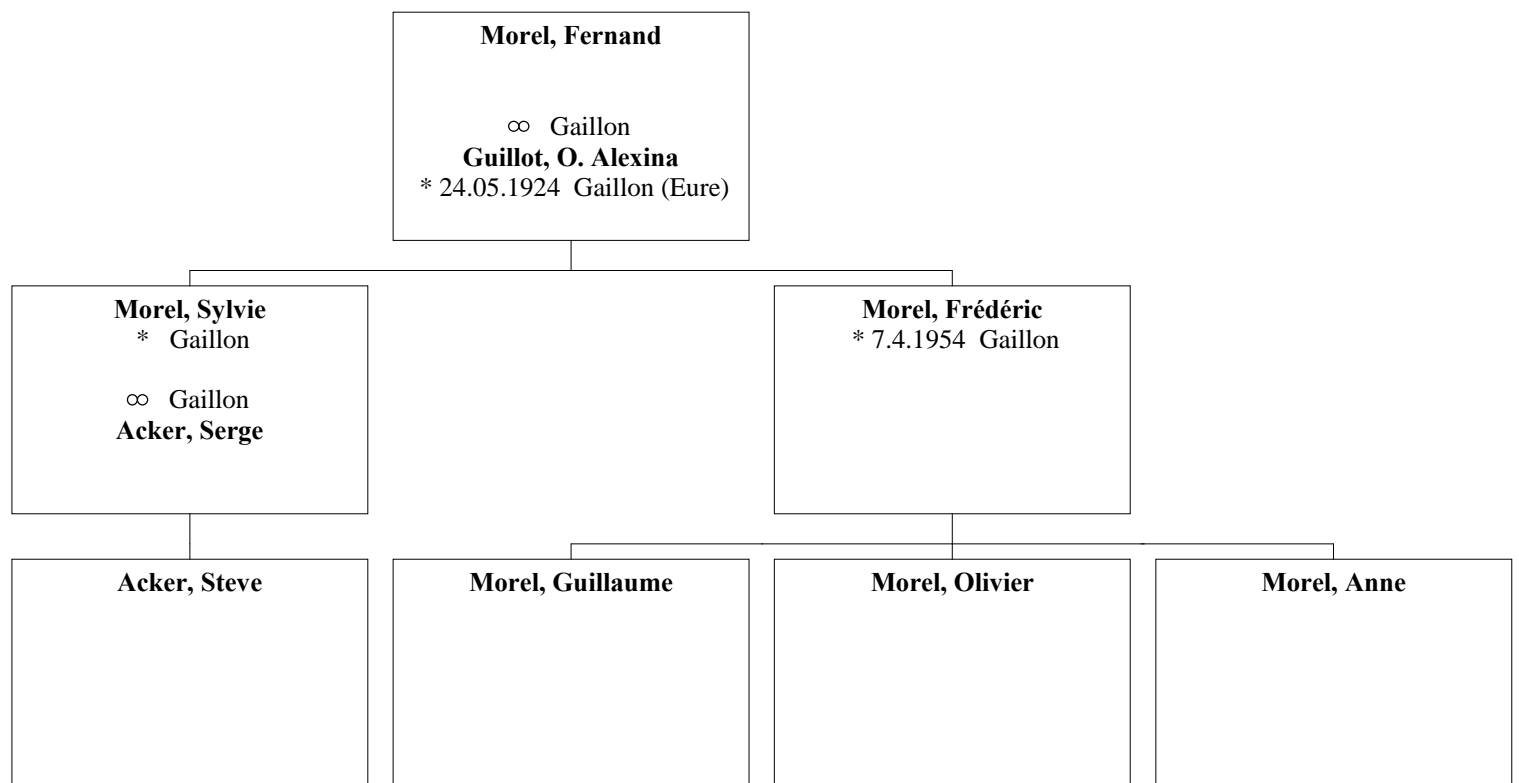 Morel, Fernand
∞ Gaillon
Guillot, O. Alexina
* 24.05.1924 Gaillon (Eure)
Morel, Sylvie
* Gaillon
∞ Gaillon
Acker, Serge
Morel, Frédéric
* 7.4.1954 Gaillon
Acker, Steve
Morel, Guillaume
Morel, Olivier
Morel, Anne